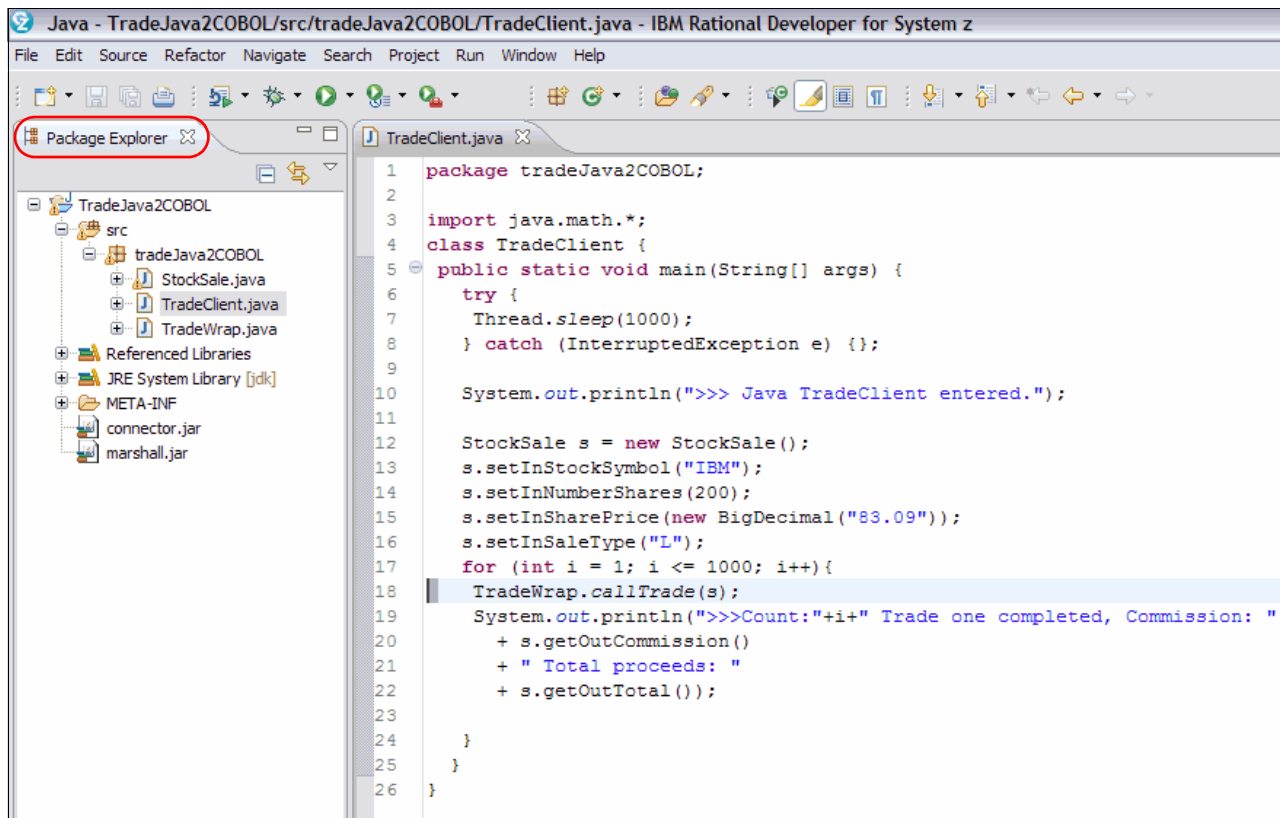 Java - TradeJava2COBOL/src/tradeJava2COBOL/TradeClient.java - IBM Rational Developer for System z
File Edit Source Refactor Navigate Search Project Run Window Help
Package Explorer
TradeClient.java
TradeJava2COBOL
src
tradeJava2COBOL
StockSale.java
TradeClient.java
TradeWrap.java
Referenced Libraries
JRE System Library [jdk]
META-INF
connector.jar
marshall.jar
1 package tradeJava2COBOL;
2
3 import java.math.*;
4 class TradeClient {
5 public static void main(String[] args) {
6 try {
7 Thread.sleep(1000);
8 } catch (InterruptedException e) {};
9
10 System.out.println(">>> Java TradeClient entered.");
11
12 StockSale s = new StockSale();
13 s.setInStockSymbol("IBM");
14 s.setInNumberShares(200);
15 s.setInSharePrice(new BigDecimal("83.09"));
16 s.setInSaleType("L");
17 for (int i = 1; i <= 1000; i++){
18 TradeWrap.callTrade(s);
19 System.out.println(">>>Count:"+i+" Trade one completed, Commission: "
20 + s.getOutCommission()
21 + " Total proceeds: "
22 + s.getOutTotal());
23
24 }
25 }
26 }